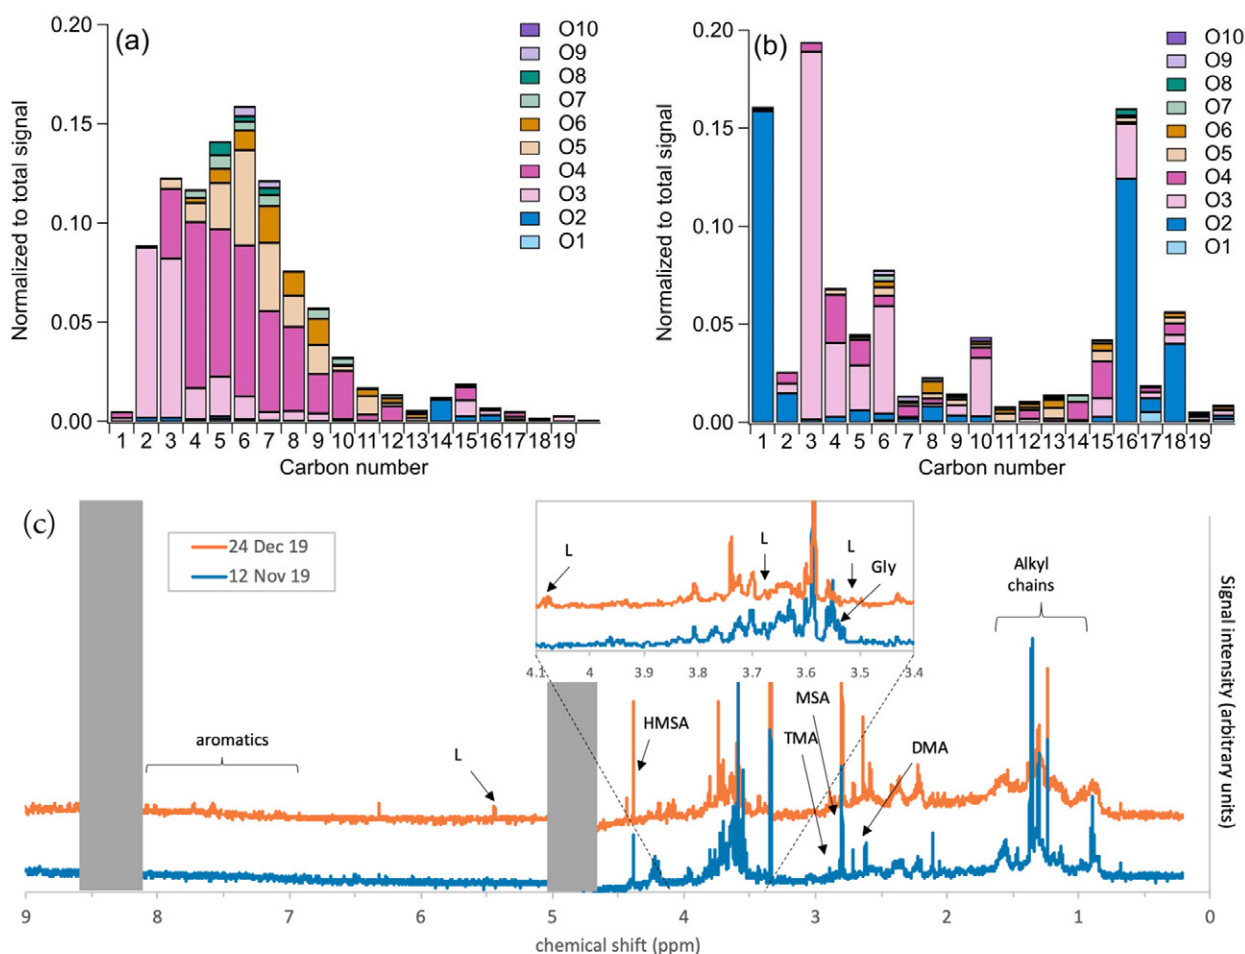 (a)
Normalized to total signal
0.20
0.15
0.10
0.05
0.00
O10
O9
O8
O7
O6
O5
O4
O3
O2
O1
1 2 3 4 5 6 7 8 9 10 11 12 13 14 15 16 17 18 19
Carbon number
(b)
Normalized to total signal
0.20
0.15
0.10
0.05
0.00
O10
O9
O8
O7
O6
O5
O4
O3
O2
O1
1 2 3 4 5 6 7 8 9 10 11 12 13 14 15 16 17 18 19
Carbon number
(c)
24 Dec 19
12 Nov 19
L
L
L
Gly
4.1 4 3.9 3.8 3.7 3.6 3.5 3.4
Alkyl
chains
aromatics
L
HMSA
MSA
TMA
DMA
Signal intensity (arbitrary units)
9 8 7 6 5 4 3 2 1 0
chemical shift (ppm)